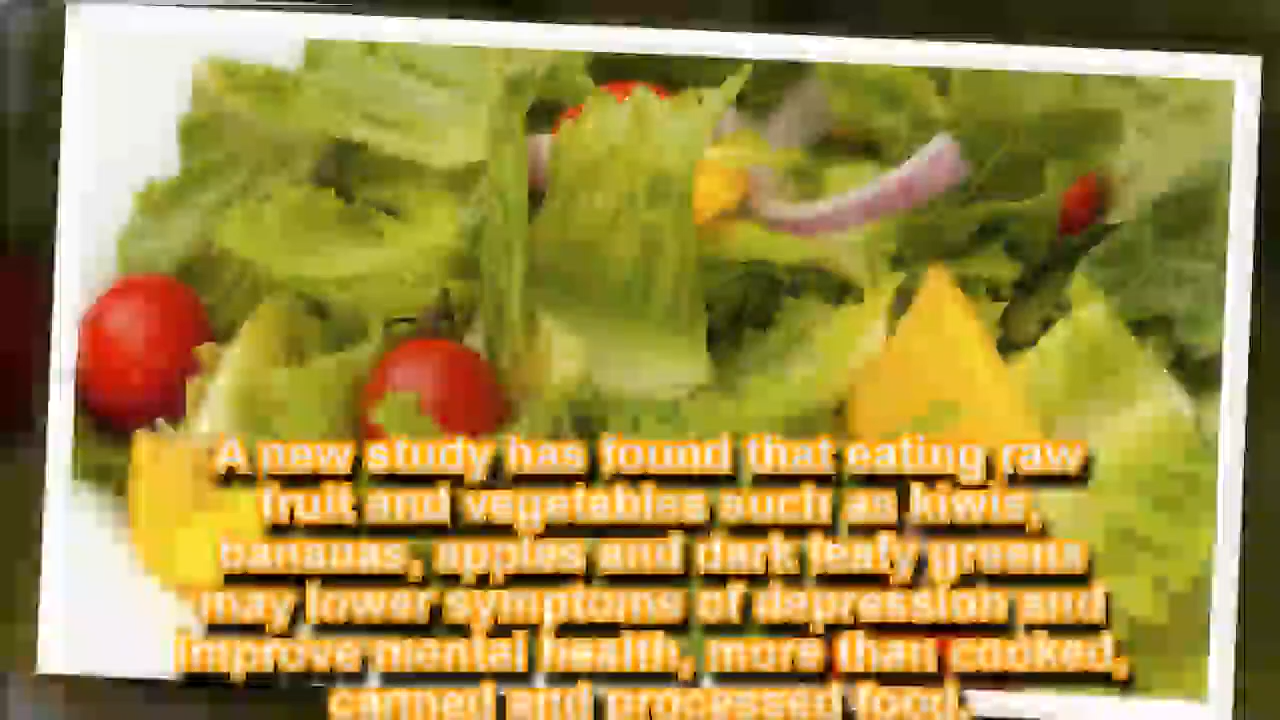 A new study has found that eating raw
fruit and vegetables such as kiwis,
bananas, apples and dark leafy greens
may lower symptoms of depression and
improve mental health, more than cooked,
canned and processed food.